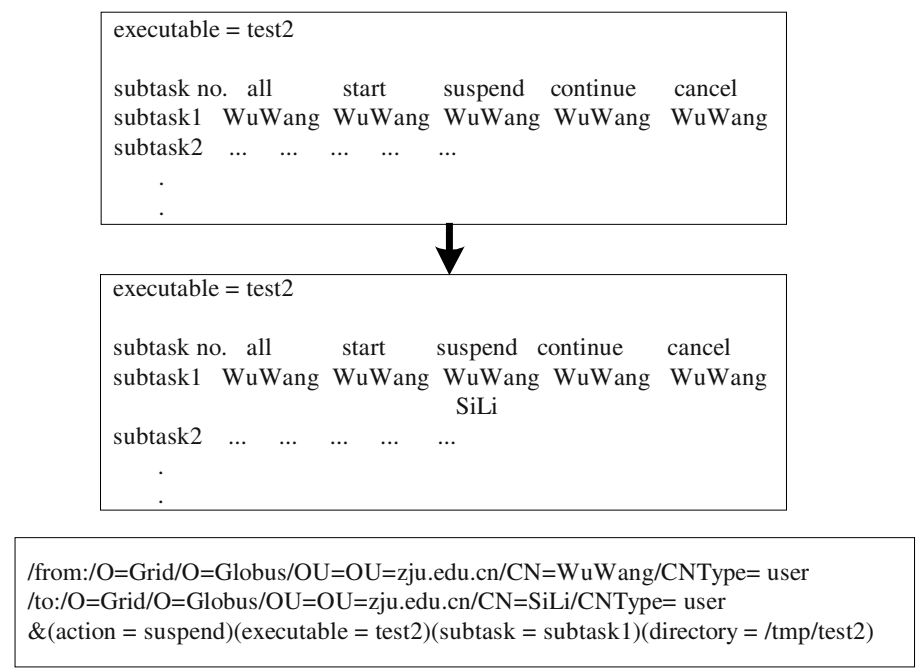 executable = test2
subtask no. all start suspend continue cancel
subtask1 WuWang WuWang WuWang WuWang WuWang
subtask2 ... ... ... ... ...
.
.
executable = test2
subtask no. all start suspend continue cancel
subtask1 WuWang WuWang WuWang WuWang WuWang
SiLi
subtask2 ... ... ... ... ...
.
.
/from:/O=Grid/O=Globus/OU=OU=zju.edu.cn/CN=WuWang/CNType= user
/to:/O=Grid/O=Globus/OU=OU=zju.edu.cn/CN=SiLi/CNType= user
&(action = suspend)(executable = test2)(subtask = subtask1)(directory = /tmp/test2)